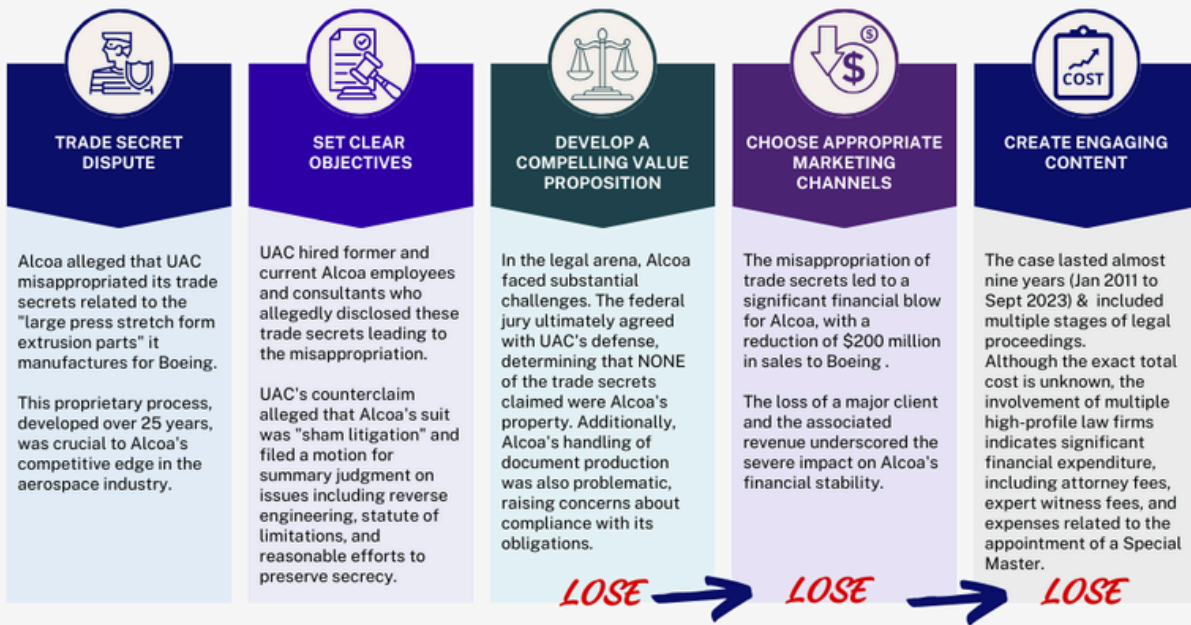 TRADE SECRET
DISPUTE
Alcoa alleged that UAC
misappropriated its trade
secrets related to the
"large press stretch form
extrusion parts" it
manufactures for Boeing.
This proprietary process,
developed over 25 years,
was crucial to Alcoa's
competitive edge in the
aerospace industry.
SET CLEAR
OBJECTIVES
UAC hired former and
current Alcoa employees
and consultants who
allegedly disclosed these
trade secrets leading to
the misappropriation.
UAC's counterclaim
alleged that Alcoa's suit
was "sham litigation" and
filed a motion for
summary judgment on
issues including reverse
engineering, statute of
limitations, and
reasonable efforts to
preserve secrecy.
DEVELOP A
COMPELLING VALUE
PROPOSITION
In the legal arena, Alcoa
faced substantial
challenges. The federal
jury ultimately agreed
with UAC's defense,
determining that NONE
of the trade secrets
claimed were Alcoa's
property. Additionally,
Alcoa's handling of
document production
was also problematic,
raising concerns about
compliance with its
obligations.
LOSE
$
$
CHOOSE APPROPRIATE
MARKETING
CHANNELS
The misappropriation of
trade secrets led to a
significant financial blow
for Alcoa, with a
reduction of $200 million
in sales to Boeing .
The loss of a major client
and the associated
revenue underscored the
severe impact on Alcoa's
financial stability.
LOSE
COST
CREATE ENGAGING
CONTENT
The case lasted almost
nine years (Jan 2011 to
Sept 2023) & included
multiple stages of legal
proceedings.
Although the exact total
cost is unknown, the
involvement of multiple
high-profile law firms
indicates significant
financial expenditure,
including attorney fees,
expert witness fees, and
expenses related to the
appointment of a Special
Master.
LOSE